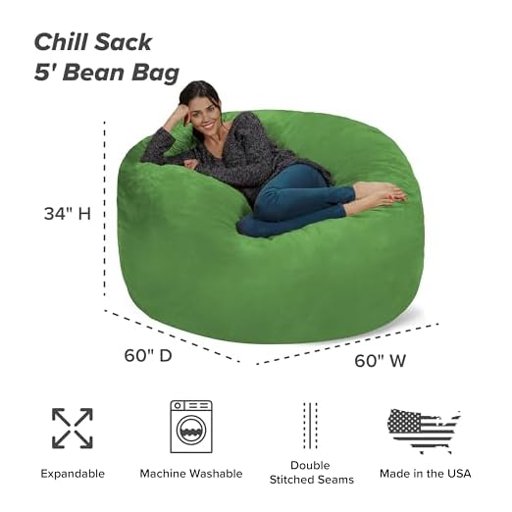 Chill Sack
5' Bean Bag
34" H
60" D
60" W
Expandable
Machine Washable
Double
Stitched Seams
Made in the USA